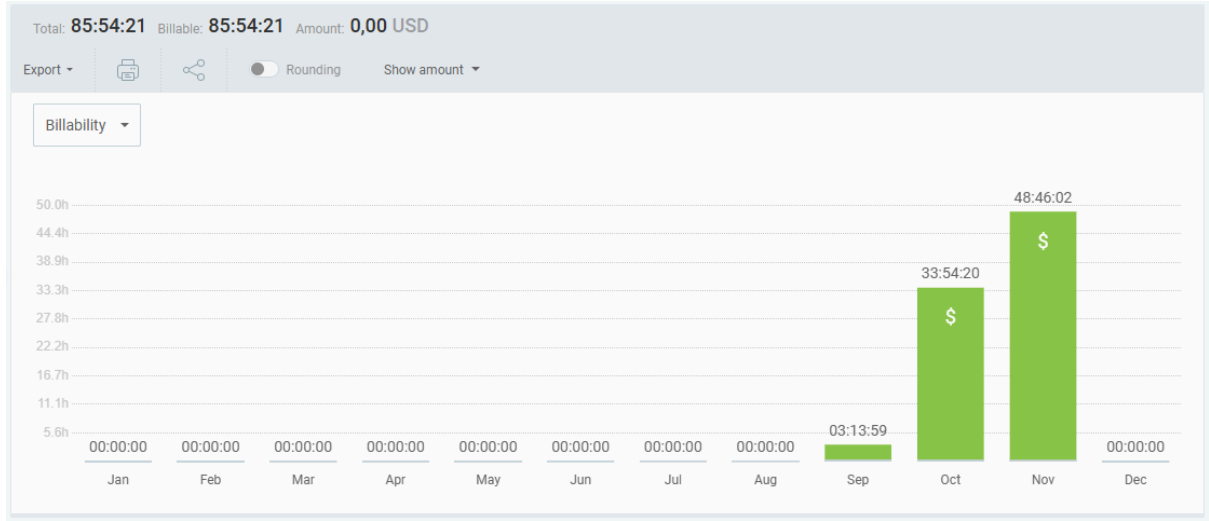 Total: 85:54:21 Billable: 85:54:21 Amount: 0,00 USD
Export Rounding Show amount
Billability
50.0h
44.4h
38.9h
33.3h
27.8h
22.2h
16.7h
11.1h
5.6h
48:46:02
$
33:54:20
$
03:13:59
00:00:00 00:00:00 00:00:00 00:00:00 00:00:00 00:00:00 00:00:00 00:00:00 00:00:00
Jan Feb Mar Apr May Jun Jul Aug Sep Oct Nov Dec